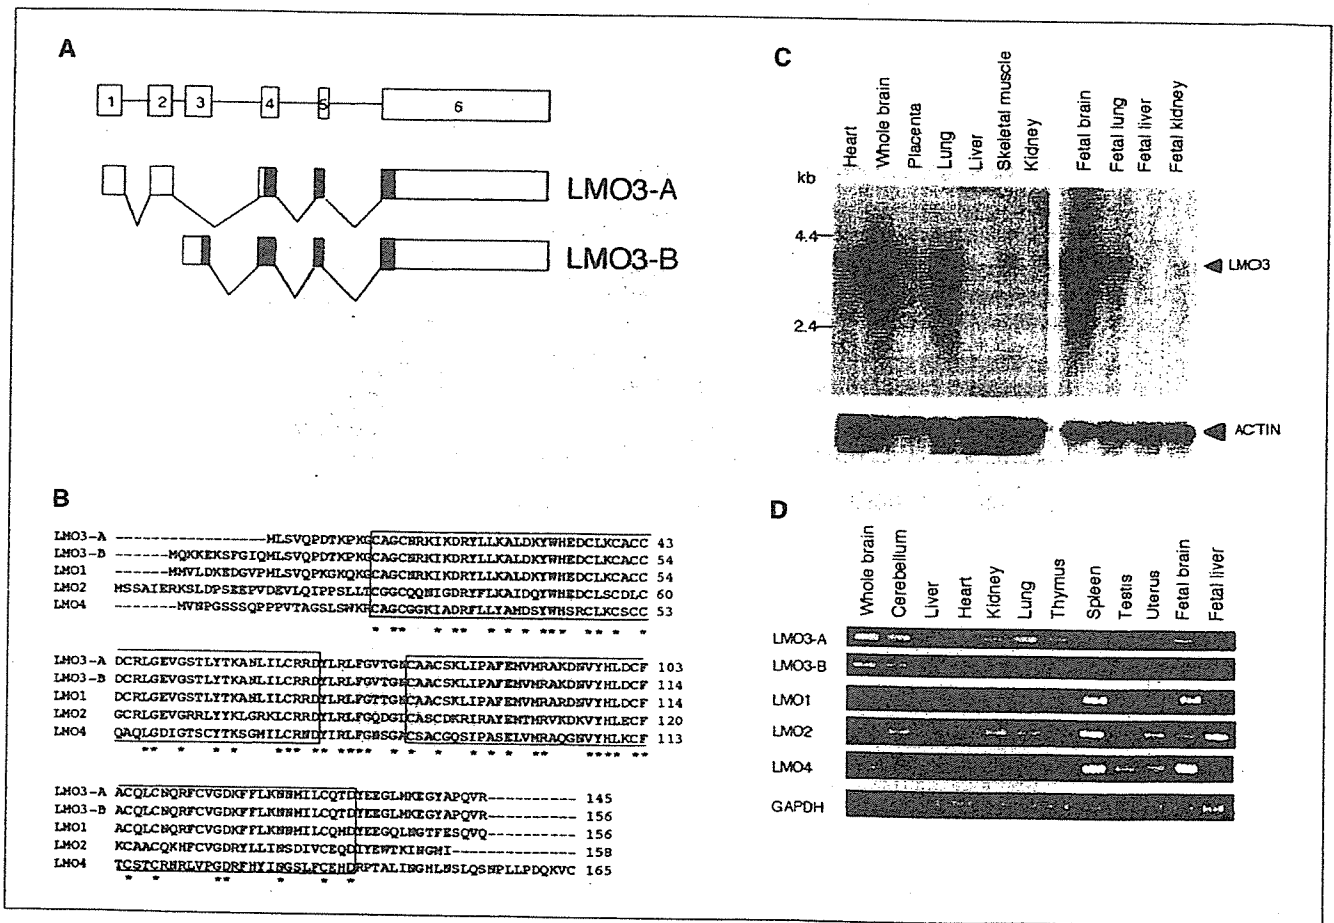 A
1 2 3 4 5 6
LMO3-A
LMO3-B
B
LMO3-A ----------------MLSVQPDTKPKGCAGCNRKIKDRYLLKALDKYWHEDCLKCACC 43
LMO3-B ------MQKKEKSFGIQMLSVQPDTKPKGCAGCNRKIKDRYLLKALDKYWHEDCLKCACC 54
LMO1 ------MMVLDKEDGVPMLSVQPKGKQKGCAGCNRKIKDRYLLKALDKYWHEDCLKCACC 54
LMO2 MSSAIERKSLDPSEEPVDEVLQIPPSLLTCGGCQQNIGDRYFLKAIDQYWHEDCLSCDLC 60
LMO4 -------MVNPGSSSQPPPVTAGSLSWKRCAGCGGKIADRFLLYAMDSYWHSRCLKCSCC 53
LMO3-A DCRLGEVGSTLYTKANLILCRRDYLRLFGVTGNCAACSKLIPAFEMVMRAKDNVYHLDCF 103
LMO3-B DCRLGEVGSTLYTKANLILCRRDYLRLFGVTGNCAACSKLIPAFEMVMRAKDNVYHLDCF 114
LMO1 DCRLGEVGSTLYTKANLILCRRDYLRLFGTTGNCAACSKLIPAFEMVMRAKDNVYHLDCF 114
LMO2 GCRLGEVGRRLYYKLGRKLCRRDYLRLFGQDGLCASCDKRIRAYEMTMRVKDKVYHLECF 120
LMO4 QAQLGDIGTSCYTKSGMILCRNDYIRLFGNSGACSACGQSIPASELVMRAQGNVYHLKCF 113
LMO3-A ACQLCNQRFCVGDKFFLKNNMILCQTDYEEGLMKEGYAPQVR---------- 145
LMO3-B ACQLCNQRFCVGDKFFLKNNMILCQTDYEEGLMKEGYAPQVR---------- 156
LMO1 ACQLCNQRFCVGDKFFLKNNMILCQMDYEEGQLNGTFESQVQ---------- 156
LMO2 KCAACQKHFCVGDRYLLINSDIVCEQDIYEWTKINGMI-------------- 158
LMO4 TCSTCRNRLVPGDRFHYINGSLFCEHDRPTALINGHLNSLQSNPLLPDQKVC 165
C
Heart Whole brain Placenta Lung Liver Skeletal muscle Kidney Fetal brain Fetal lung Fetal liver Fetal kidney
kb
4.4
LMO3
2.4
ACTIN
D
Whole brain Cerebellum Liver Heart Kidney Lung Thymus Spleen Testis Uterus Fetal brain Fetal liver
LMO3-A
LMO3-B
LMO1
LMO2
LMO4
GAPDH